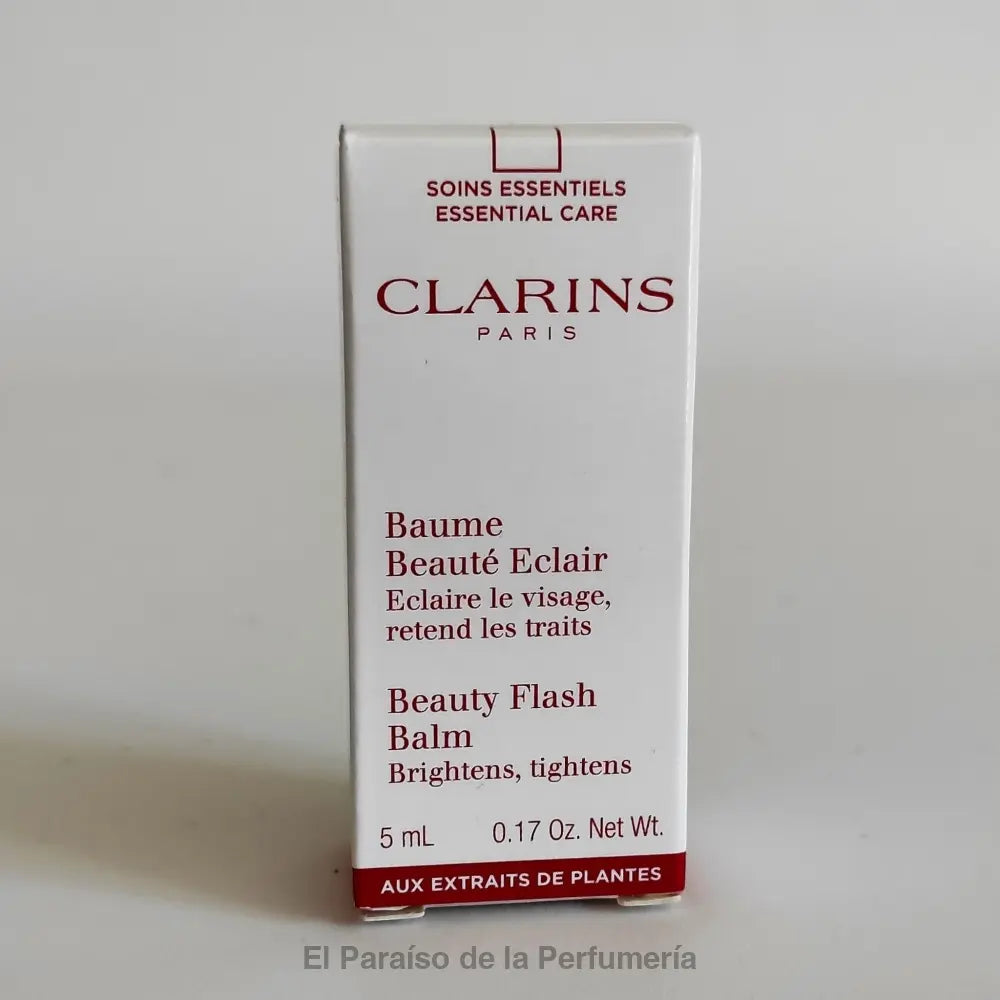 SOINS ESSENTIELS
ESSENTIAL CARE
CLARINS
PARIS
Baume
Beauté Eclair
Eclaire le visage,
retend les traits
Beauty Flash
Balm
Brightens, tightens
5 mL 0.17 Oz. Net Wt.
AUX EXTRAITS DE PLANTES
El Paraíso de la Perfumería